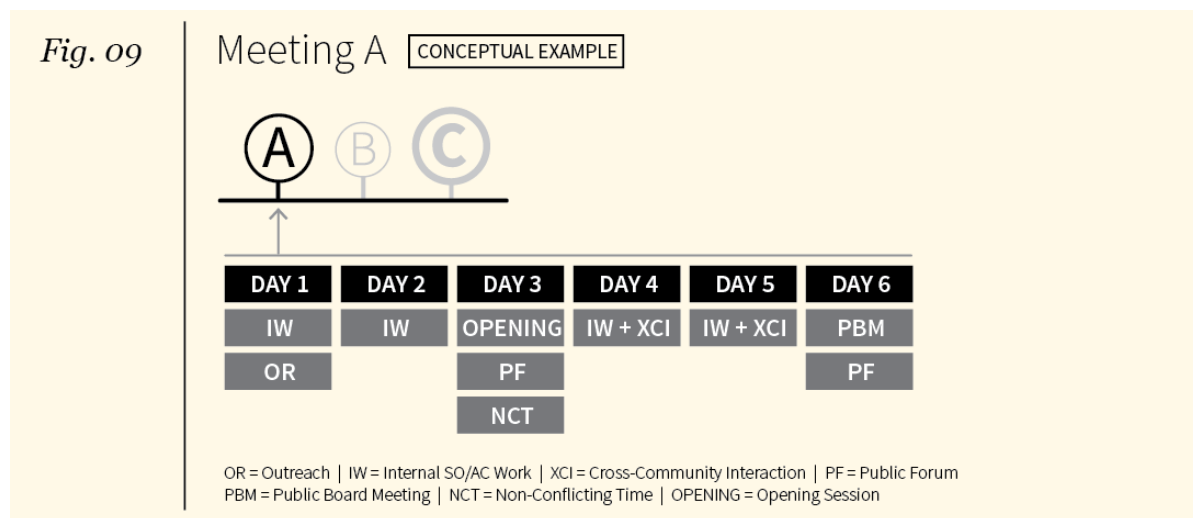 Fig. 09
Meeting A CONCEPTUAL EXAMPLE
A B C
DAY 1 DAY 2 DAY 3 DAY 4 DAY 5 DAY 6
IW IW OPENING IW + XCI IW + XCI PBM
OR PF PF
NCT
OR = Outreach | IW = Internal SO/AC Work | XCI = Cross-Community Interaction | PF = Public Forum
PBM = Public Board Meeting | NCT = Non-Conflicting Time | OPENING = Opening Session